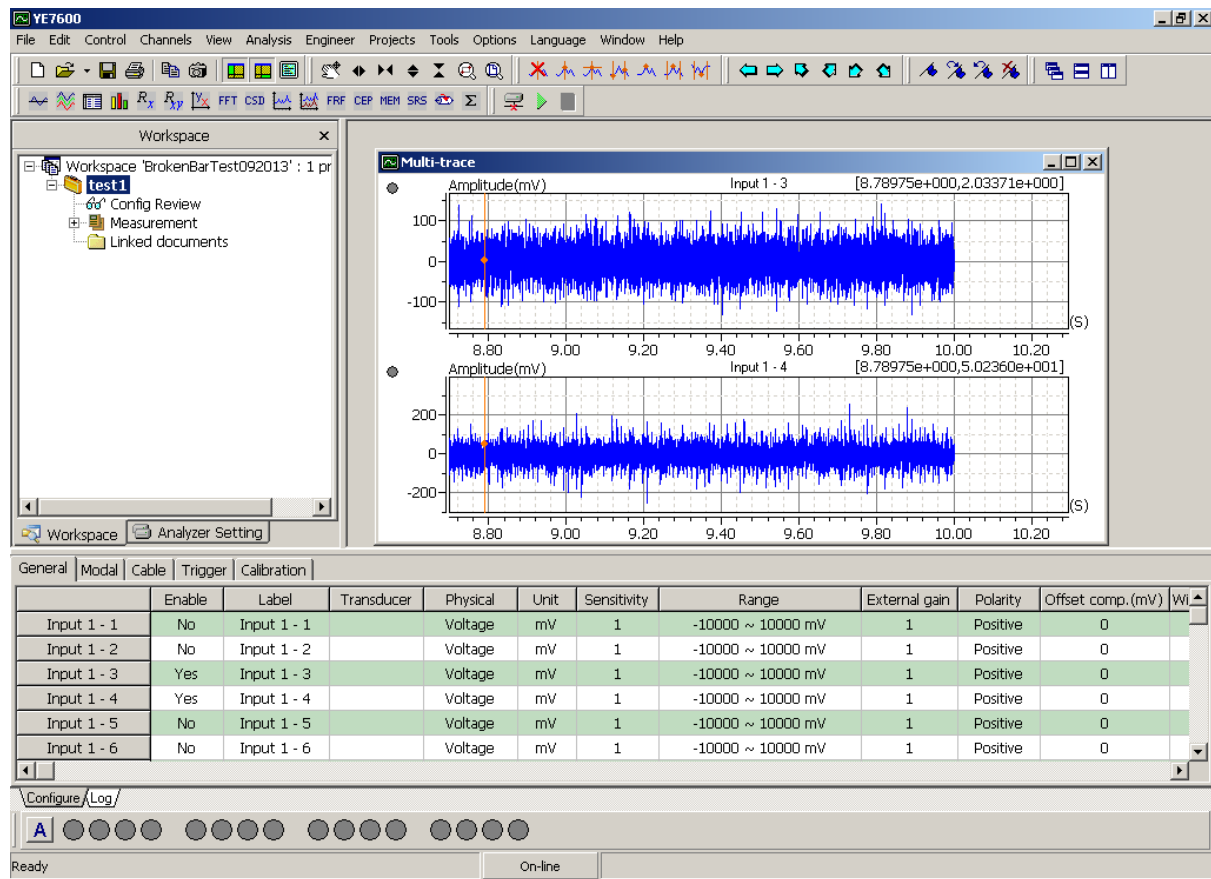 YE7600
File Edit Control Channels View Analysis Engineer Projects Tools Options Language Window Help
Rx Rxy Yx FFT CSD FRF CEP MEM SRS Σ
Workspace ×
Workspace 'BrokenBarTest092013' : 1 pr
test1
Config Review
Measurement
Linked documents
Workspace Analyzer Setting
Multi-trace
Amplitude(mV) Input 1 - 3 [8.78975e+000,2.03371e+000]
100
0
-100
(S)
8.80 9.00 9.20 9.40 9.60 9.80 10.00 10.20
Amplitude(mV) Input 1 - 4 [8.78975e+000,5.02360e+001]
200
0
-200
(S)
8.80 9.00 9.20 9.40 9.60 9.80 10.00 10.20
General Modal Cable Trigger Calibration
Enable Label Transducer Physical Unit Sensitivity Range External gain Polarity Offset comp.(mV) Wi
Input 1 - 1 No Input 1 - 1 Voltage mV 1 -10000 ~ 10000 mV 1 Positive 0
Input 1 - 2 No Input 1 - 2 Voltage mV 1 -10000 ~ 10000 mV 1 Positive 0
Input 1 - 3 Yes Input 1 - 3 Voltage mV 1 -10000 ~ 10000 mV 1 Positive 0
Input 1 - 4 Yes Input 1 - 4 Voltage mV 1 -10000 ~ 10000 mV 1 Positive 0
Input 1 - 5 No Input 1 - 5 Voltage mV 1 -10000 ~ 10000 mV 1 Positive 0
Input 1 - 6 No Input 1 - 6 Voltage mV 1 -10000 ~ 10000 mV 1 Positive 0
Configure Log
A
Ready On-line